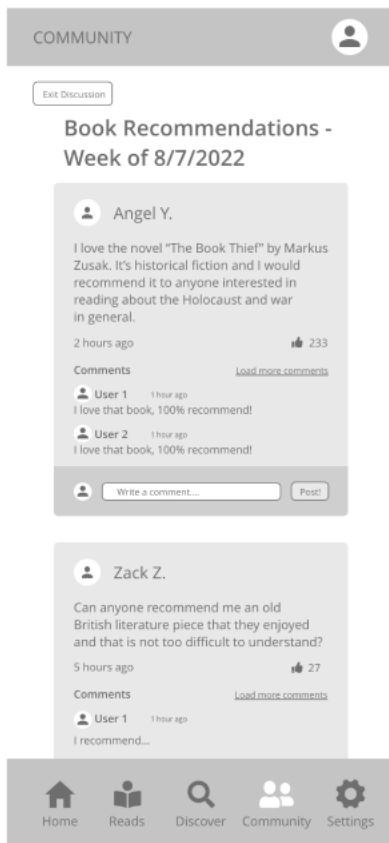 COMMUNITY
Exit Discussion
Book Recommendations -
Week of 8/7/2022
Angel Y.
I love the novel “The Book Thief” by Markus
Zusak. It’s historical fiction and I would
recommend it to anyone interested in
reading about the Holocaust and war
in general.
2 hours ago 233
Comments Load more comments
User 1 1 hour ago
I love that book, 100% recommend!
User 2 1 hour ago
I love that book, 100% recommend!
Write a comment.... Post!
Zack Z.
Can anyone recommend me an old
British literature piece that they enjoyed
and that is not too difficult to understand?
5 hours ago 27
Comments Load more comments
User 1 1 hour ago
I recommend...
Home Reads Discover Community Settings